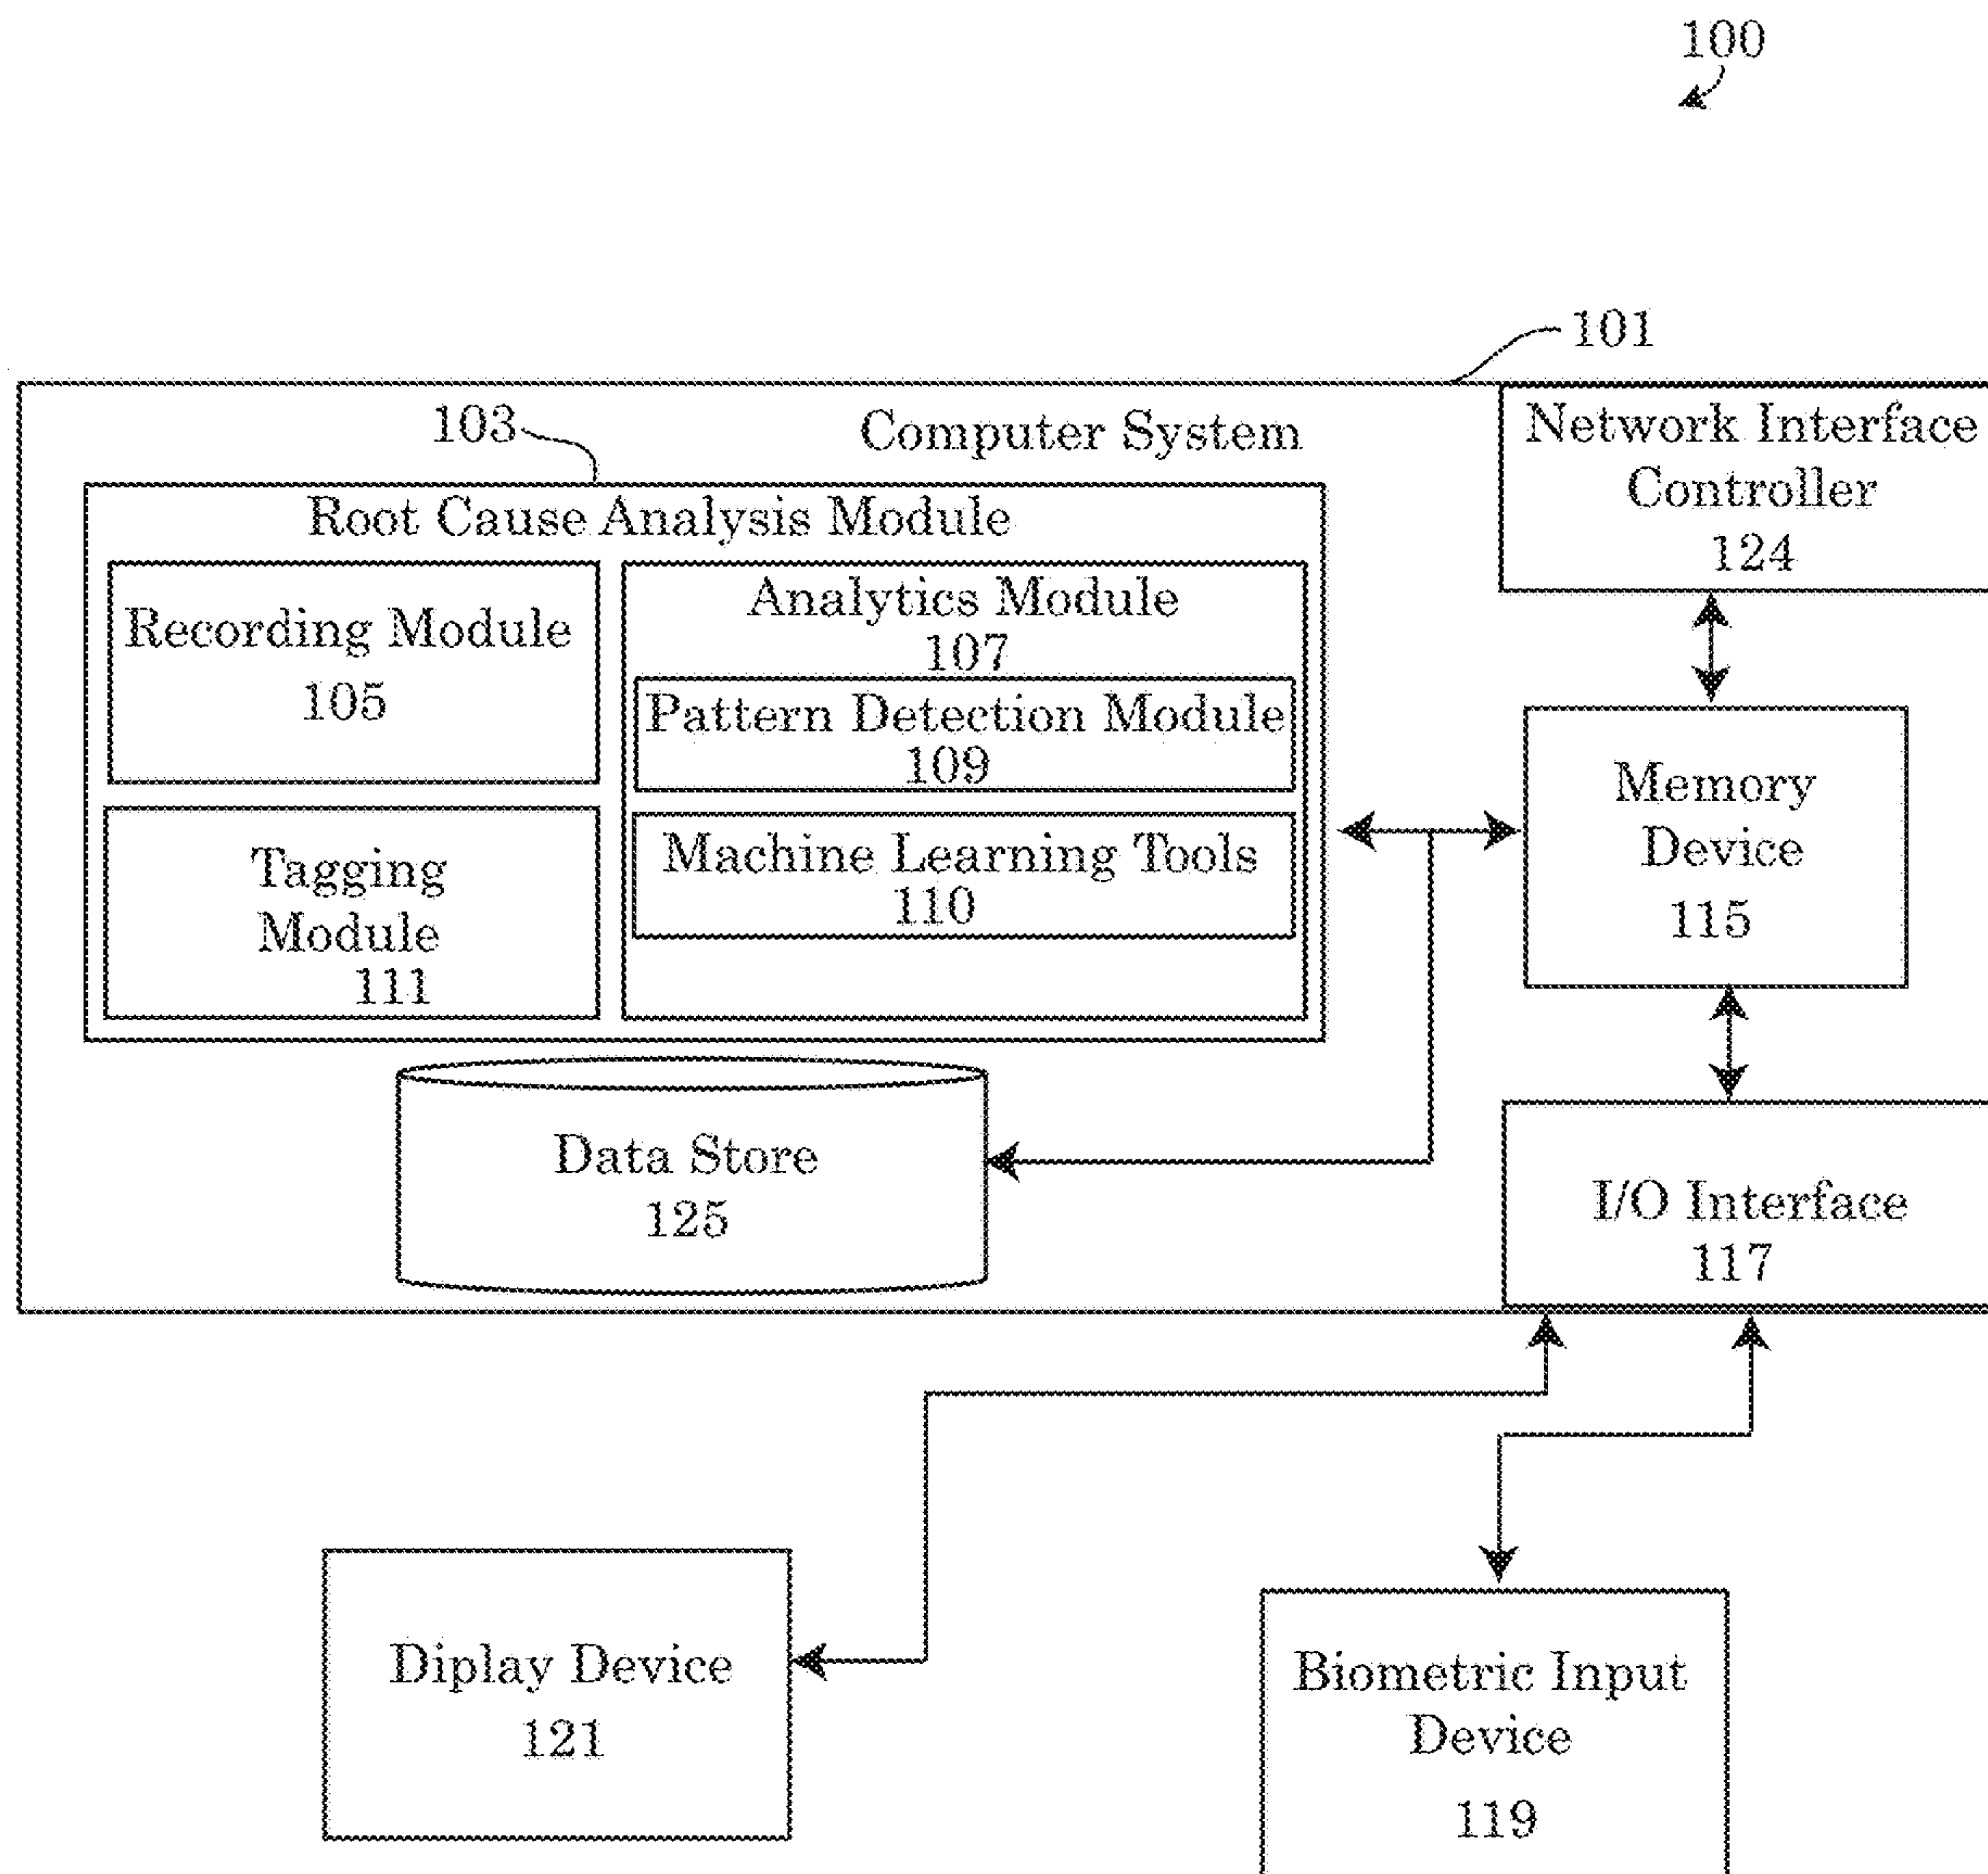 100
101
103
Computer System
Network Interface
Controller
124
Root Cause Analysis Module
Recording Module
105
Analytics Module
107
Pattern Detection Module
109
Machine Learning Tools
110
Tagging
Module
111
Memory
Device
115
Data Store
125
I/O Interface
117
Diplay Device
121
Biometric Input
Device
119